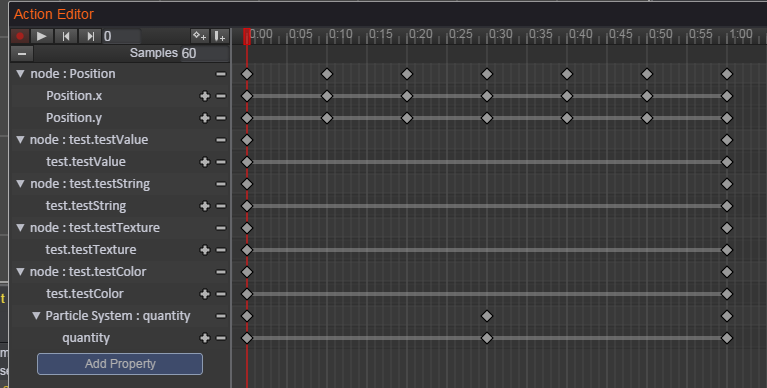 Action Editor
0 0:00 0:05 0:10 0:15 0:20 0:25 0:30 0:35 0:40 0:45 0:50 0:55 1:00
Samples 60
node : Position
Position.x
Position.y
node : test.testValue
test.testValue
node : test.testString
test.testString
node : test.testTexture
test.testTexture
node : test.testColor
test.testColor
Particle System : quantity
quantity
Add Property